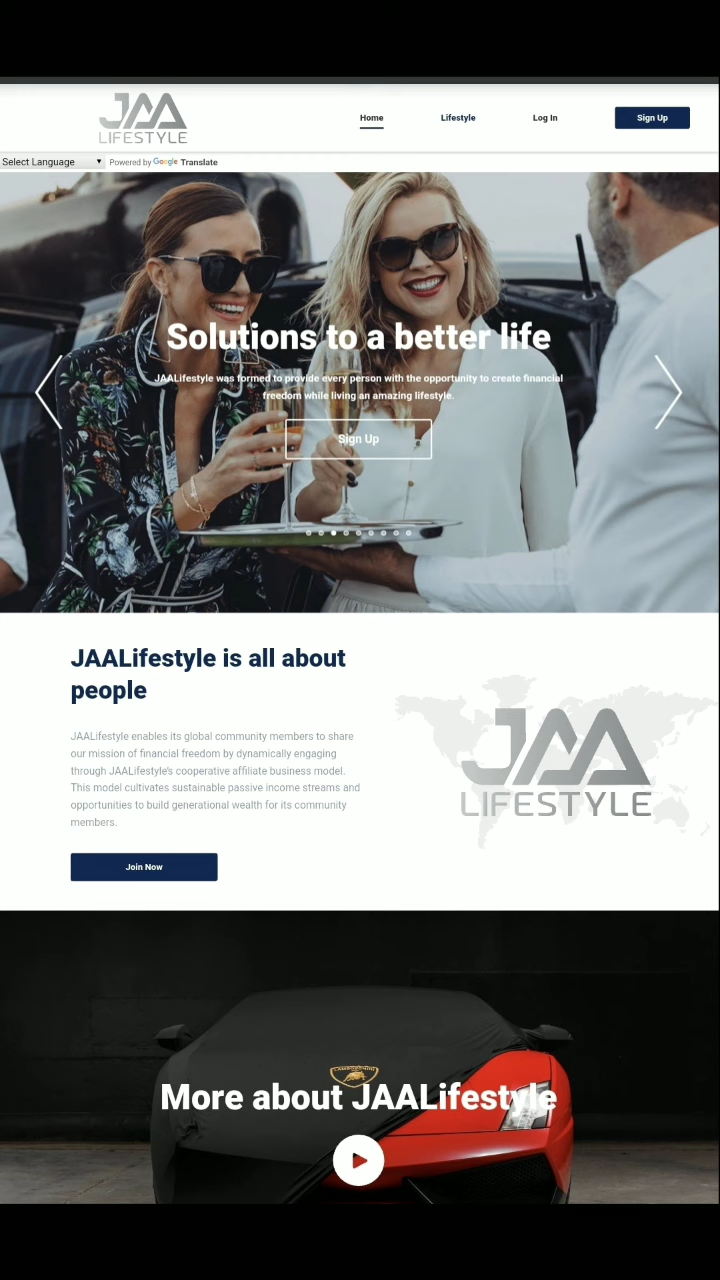 JAA
LIFESTYLE
Home
Lifestyle
Log In
Sign Up
Select Language
Powered by Google Translate
Solutions to a better life
JAALifestyle was formed to provide every person with the opportunity to create financial
freedom while living an amazing lifestyle.
Sign Up
JAALifestyle is all about
people
JAALifestyle enables its global community members to share
our mission of financial freedom by dynamically engaging
through JAALifestyle's cooperative affiliate business model.
This model cultivates sustainable passive income streams and
opportunities to build generational wealth for its community
members.
Join Now
JAA
LIFESTYLE
LAMBORGHINI
More about JAALifestyle